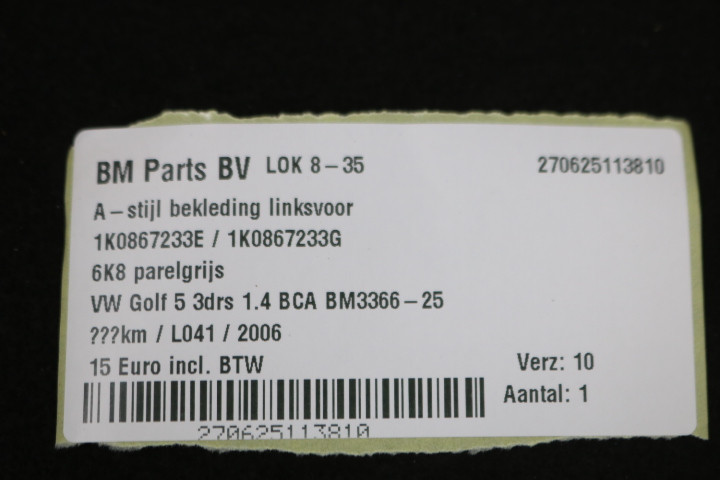 BM Parts BV LOK 8-35 270625113810
A-stijl bekleding linksvoor
1K0867233E / 1K0867233G
6K8 parelgrijs
VW Golf 5 3drs 1.4 BCA BM3366-25
???km / L041 / 2006
15 Euro incl. BTW Verz: 10
Aantal: 1
270625113810